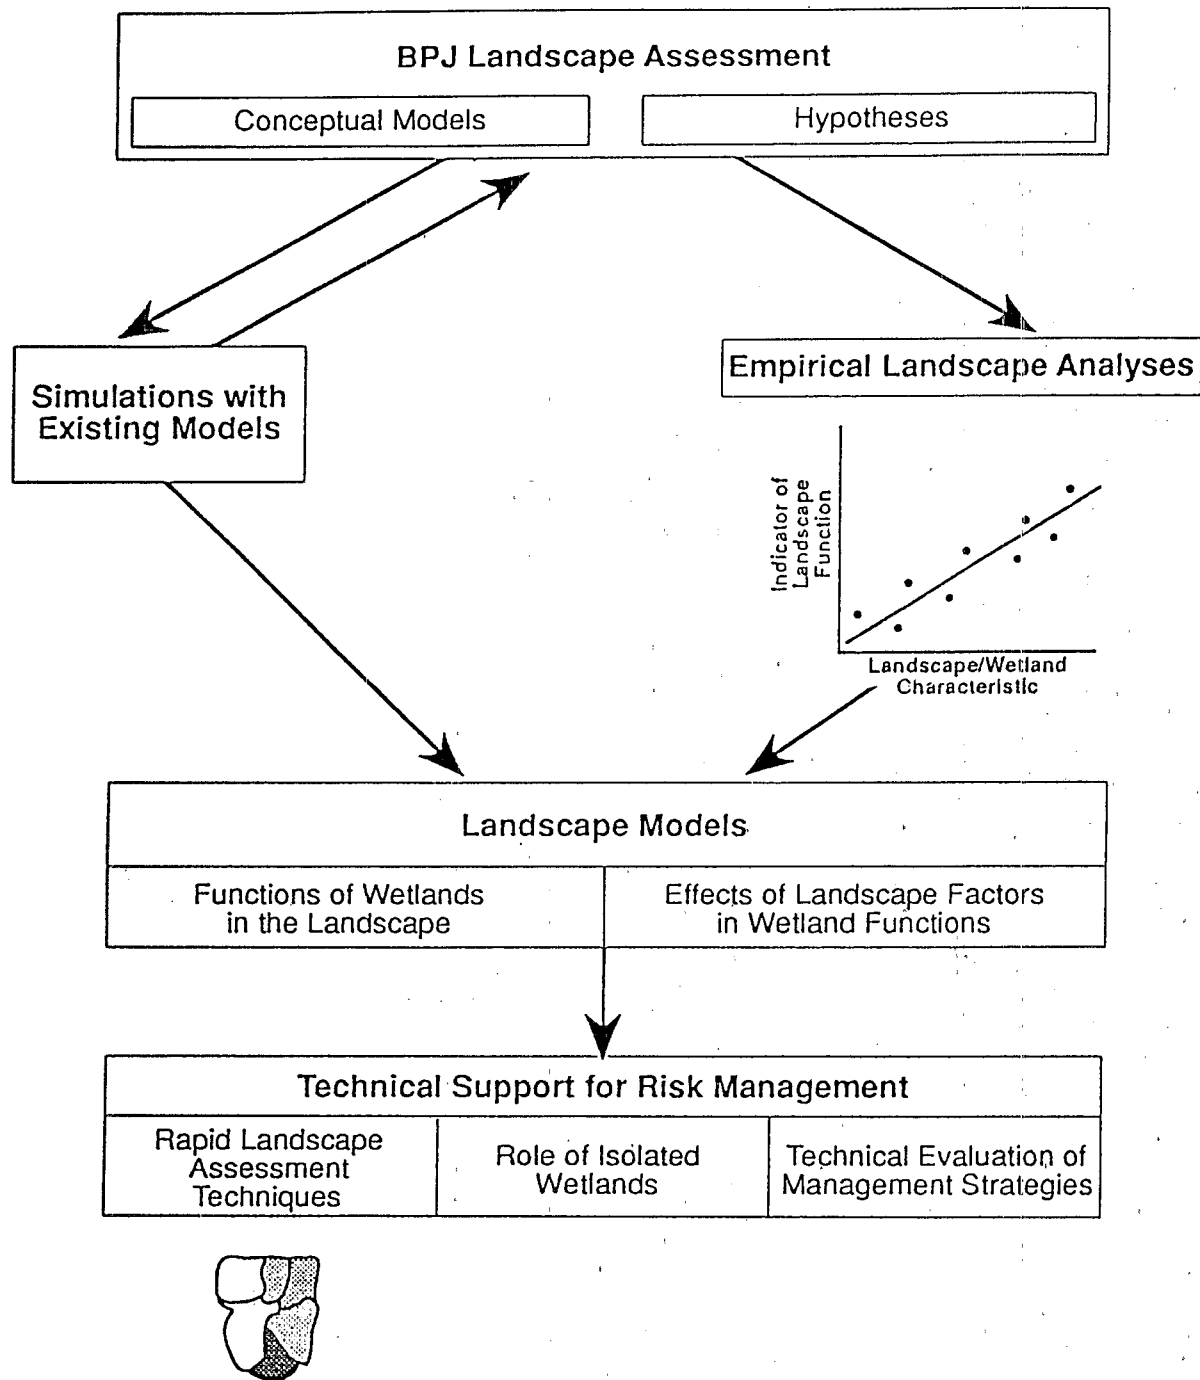 BPJ Landscape Assessment
Conceptual Models
Hypotheses
Simulations with
Existing Models
Empirical Landscape Analyses
Indicator of
Landscape
Function
Landscape/Wetland
Characteristic
Landscape Models
Functions of Wetlands
in the Landscape
Effects of Landscape Factors
in Wetland Functions
Technical Support for Risk Management
Rapid Landscape
Assessment
Techniques
Role of Isolated
Wetlands
Technical Evaluation of
Management Strategies